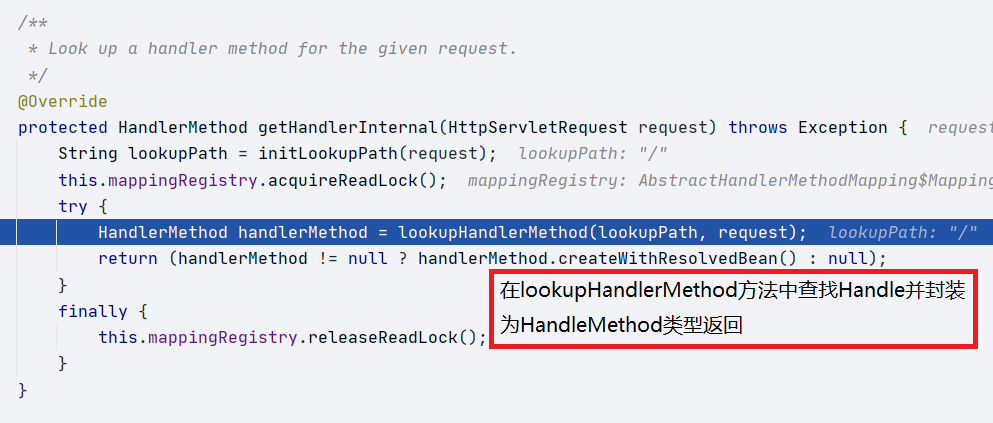 /**
* Look up a handler method for the given request.
*/
@Override
protected HandlerMethod getHandlerInternal(HttpServletRequest request) throws Exception { request
String lookupPath = initLookupPath(request); lookupPath: "/"
this.mappingRegistry.acquireReadLock(); mappingRegistry: AbstractHandlerMethodMapping$Mapping
try {
HandlerMethod handlerMethod = lookupHandlerMethod(lookupPath, request); lookupPath: "/"
return (handlerMethod != null ? handlerMethod.createWithResolvedBean() : null);
}
在lookupHandlerMethod方法中查找Handle并封装
为HandleMethod类型返回
finally {
this.mappingRegistry.releaseReadLock();
}
}